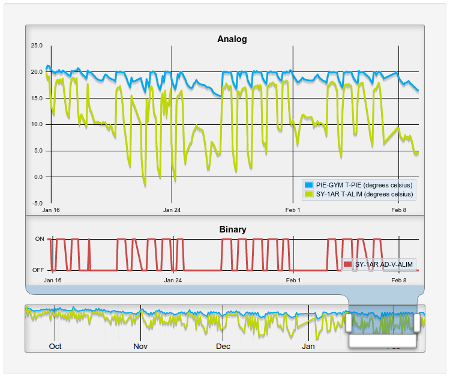 Analog
25.0
20.0
15.0
10.0
5.0
0.0
-5.0
PIE-GYM T-PIE (degrees celsius)
SY-1AR T-ALIM (degrees celsius)
Jan 16 Jan 24 Feb 1 Feb 8
Binary
ON
SY-1AR AD-V-ALIM
OFF
Jan 16 Jan 24 Feb 1 Feb 8
Oct Nov Dec Jan